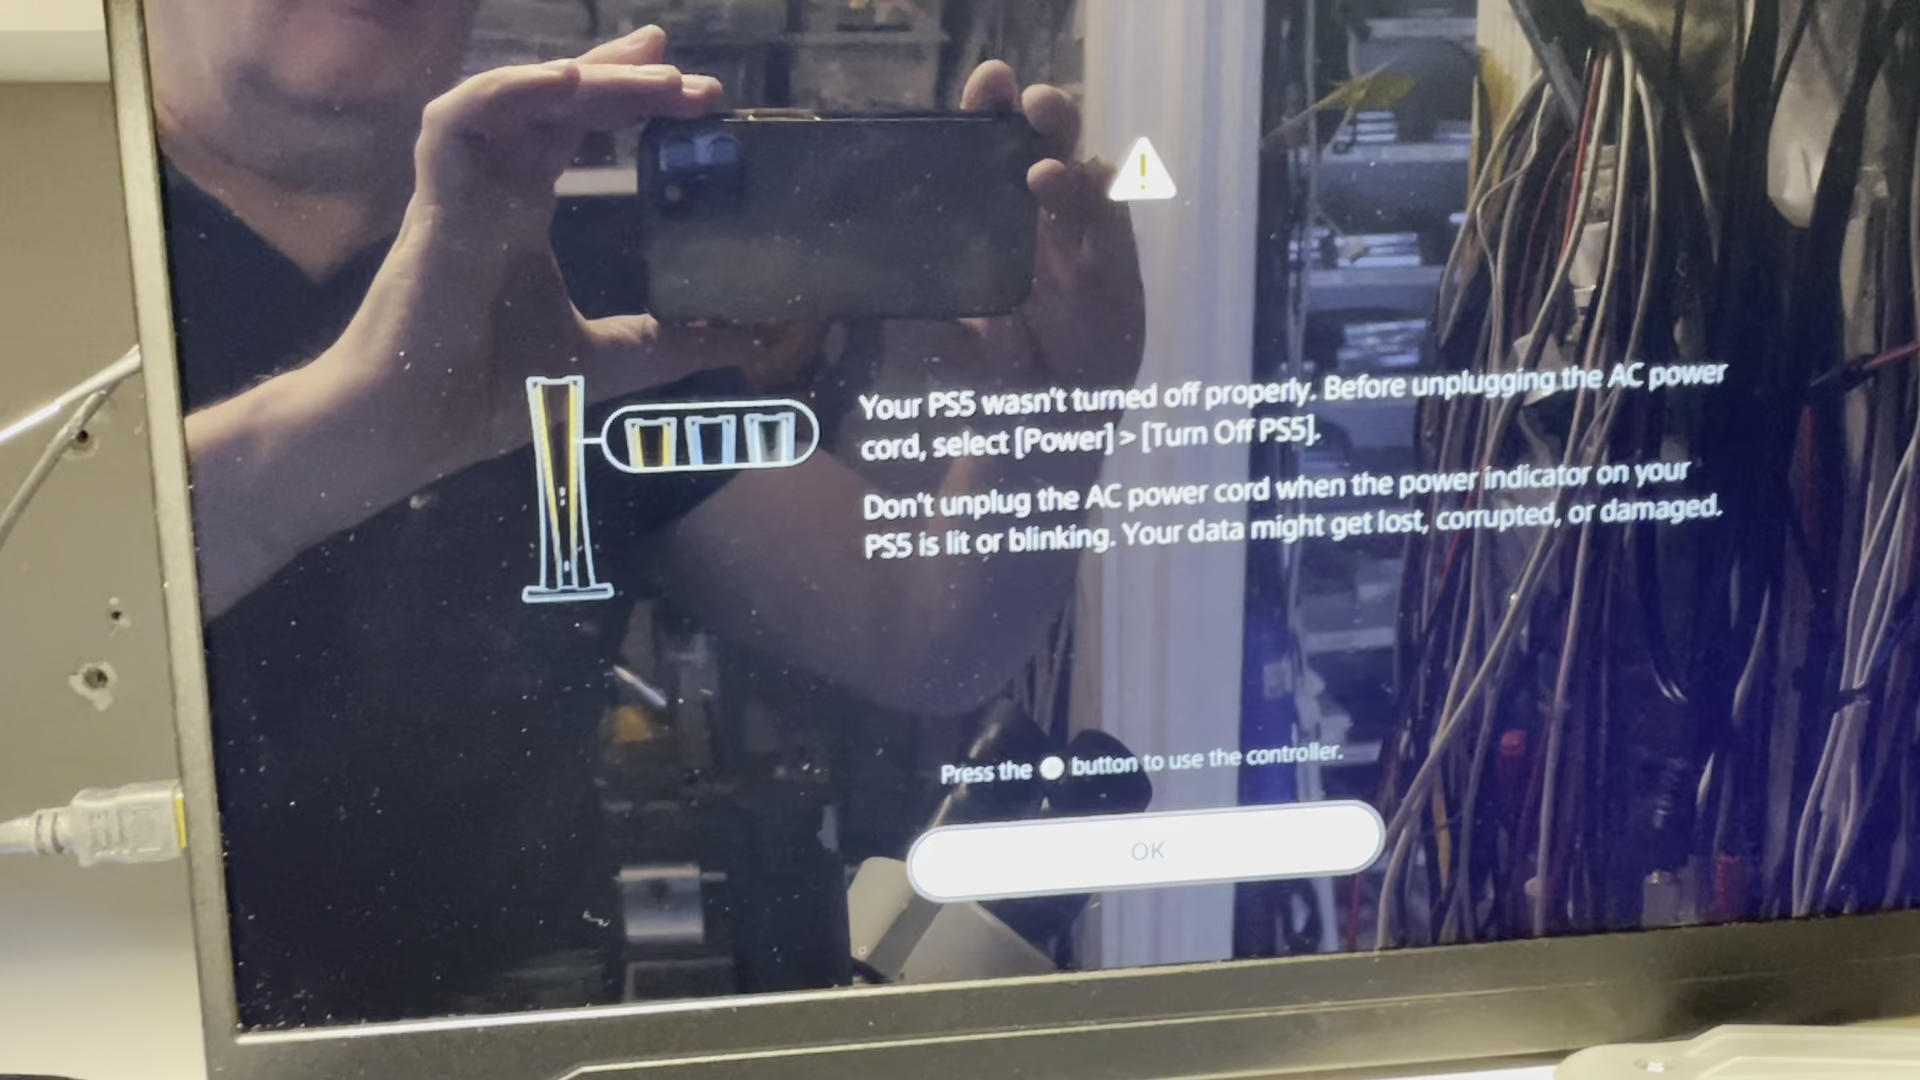 Your PS5 wasn't turned off properly. Before unplugging the AC power
cord, select [Power] > [Turn Off PS5].
Don't unplug the AC power cord when the power indicator on your
PS5 is lit or blinking. Your data might get lost, corrupted, or damaged.
Press the button to use the controller.
OK